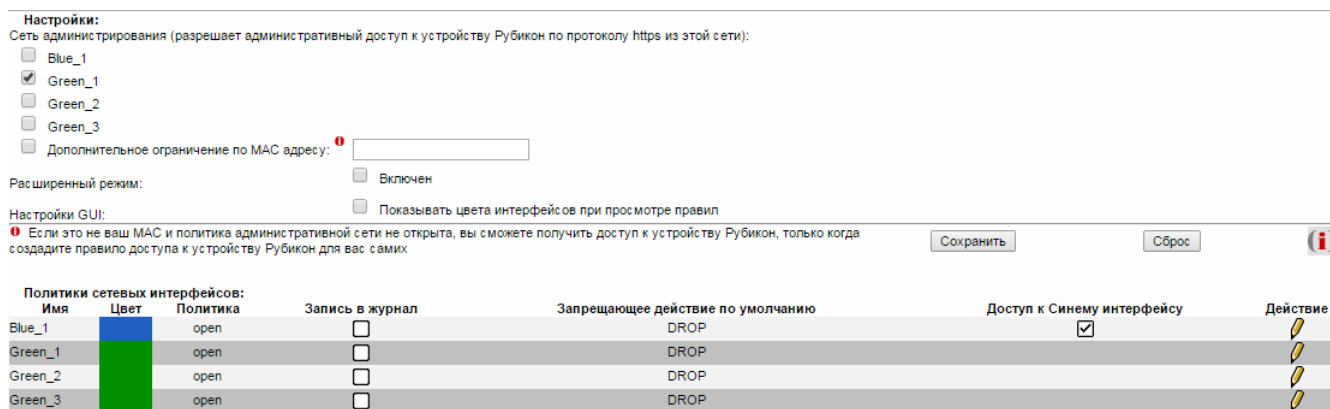 Настройки:
Сеть администрирования (разрешает административный доступ к устройству Рубикон по протоколу https из этой сети):
Blue_1
Green_1
Green_2
Green_3
Дополнительное ограничение по MAC адресу:
Расширенный режим: Включен
Настройки GUI: Показывать цвета интерфейсов при просмотре правил
Если это не ваш MAC и политика административной сети не открыта, вы сможете получить доступ к устройству Рубикон, только когда
создадите правило доступа к устройству Рубикон для вас самих
Сохранить Сброс
Политики сетевых интерфейсов:
Имя Цвет Политика Запись в журнал Запрещающее действие по умолчанию Доступ к Синему интерфейсу Действие
Blue_1 open DROP
Green_1 open DROP
Green_2 open DROP
Green_3 open DROP